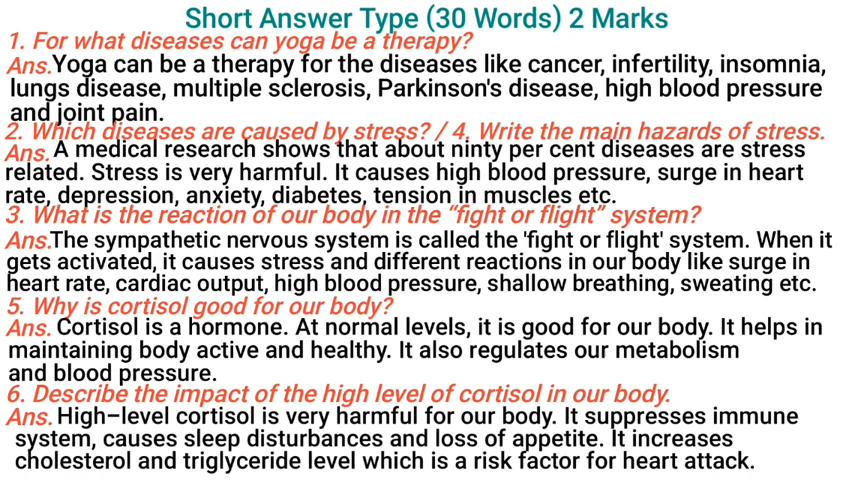 Short Answer Type (30 Words) 2 Marks
1. For what diseases can yoga be a therapy?
Ans.Yoga can be a therapy for the diseases like cancer, infertility, insomnia,
lungs disease, multiple sclerosis, Parkinson's disease, high blood pressure
and joint pain.
2. Which diseases are caused by stress? / 4. Write the main hazards of stress.
Ans. A medical research shows that about ninty per cent diseases are stress
related. Stress is very harmful. It causes high blood pressure, surge in heart
rate, depression, anxiety, diabetes, tension in muscles etc.
3. What is the reaction of our body in the “fight or flight” system?
Ans.The sympathetic nervous system is called the 'fight or flight' system. When it
gets activated, it causes stress and different reactions in our body like surge in
heart rate, cardiac output, high blood pressure, shallow breathing, sweating etc.
5. Why is cortisol good for our body?
Ans. Cortisol is a hormone. At normal levels, it is good for our body. It helps in
maintaining body active and healthy. It also regulates our metabolism
and blood pressure.
6. Describe the impact of the high level of cortisol in our body.
Ans. High–level cortisol is very harmful for our body. It suppresses immune
system, causes sleep disturbances and loss of appetite. It increases
cholesterol and triglyceride level which is a risk factor for heart attack.